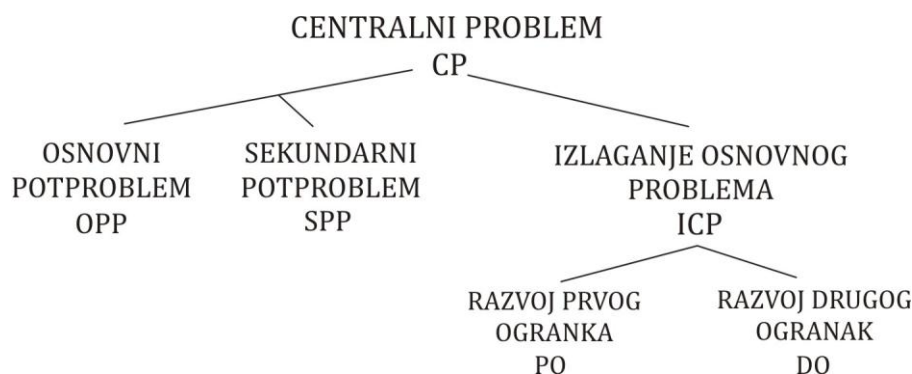 CENTRALNI PROBLEM
CP
OSNOVNI
POTPROBLEM
OPP
SEKUNDARNI
POTPROBLEM
SPP
IZLAGANJE OSNOVNOG
PROBLEMA
ICP
RAZVOJ PRVOG
OGRANKA
PO
RAZVOJ DRUGOG
OGRANAK
DO